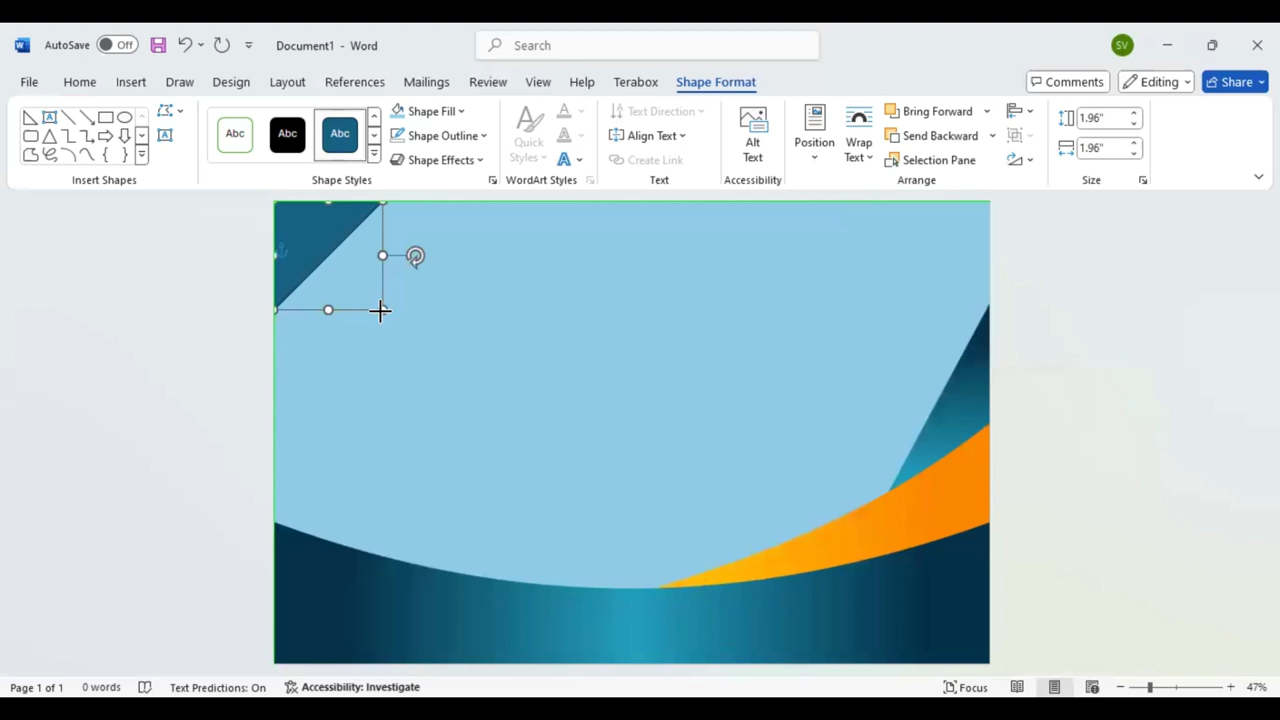 AutoSave Off Document1 - Word Search SV
File Home Insert Draw Design Layout References Mailings Review View Help Terabox Shape Format Comments Editing Share
Abc Abc Abc
Shape Fill
Shape Outline
Shape Effects
Quick
Styles
Text Direction
Align Text
Create Link
Alt
Text
Position
Wrap
Text
Bring Forward
Send Backward
Selection Pane
1.96"
1.96"
Insert Shapes Shape Styles WordArt Styles Text Accessibility Arrange Size
Page 1 of 1 0 words Text Predictions: On Accessibility: Investigate Focus 47%